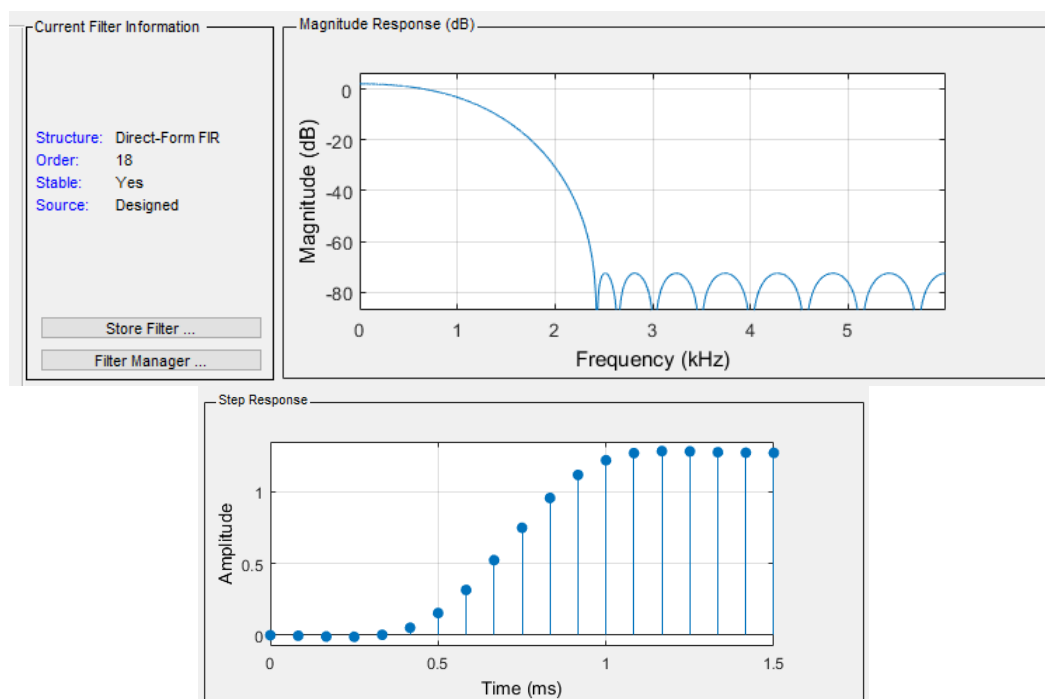 Current Filter Information
Structure: Direct-Form FIR
Order: 18
Stable: Yes
Source: Designed
Store Filter ...
Filter Manager ...
Magnitude Response (dB)
Magnitude (dB)
0
-20
-40
-60
-80
0 1 2 3 4 5
Frequency (kHz)
Step Response
Amplitude
1
0.5
0
0 0.5 1 1.5
Time (ms)